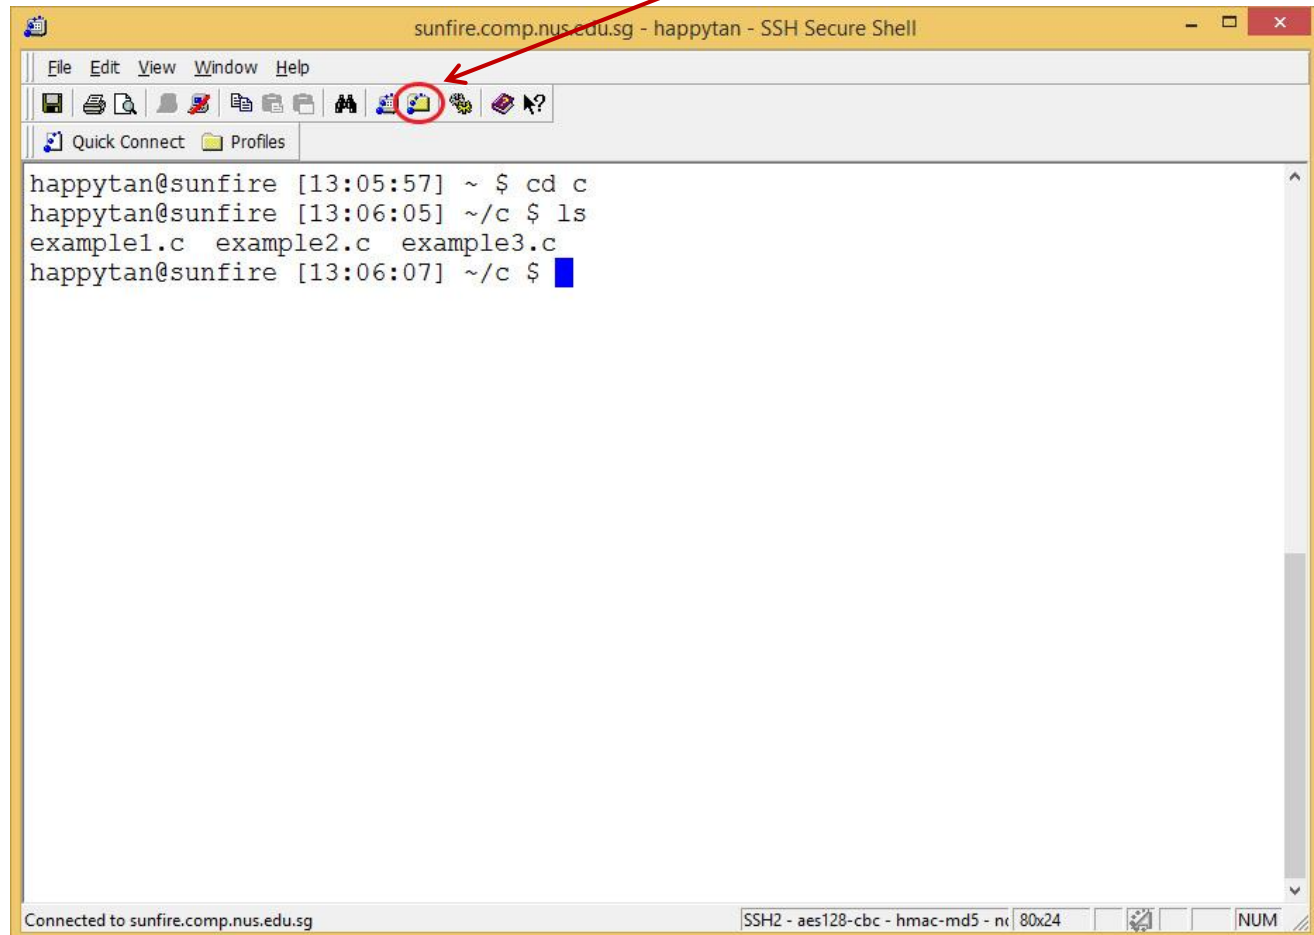 sunfire.comp.nus.edu.sg - happytan - SSH Secure Shell
File Edit View Window Help
Quick Connect Profiles
happytan@sunfire [13:05:57] ~ $ cd c
happytan@sunfire [13:06:05] ~/c $ ls
example1.c example2.c example3.c
happytan@sunfire [13:06:07] ~/c $
Connected to sunfire.comp.nus.edu.sg SSH2 - aes128-cbc - hmac-md5 - 80x24 NUM